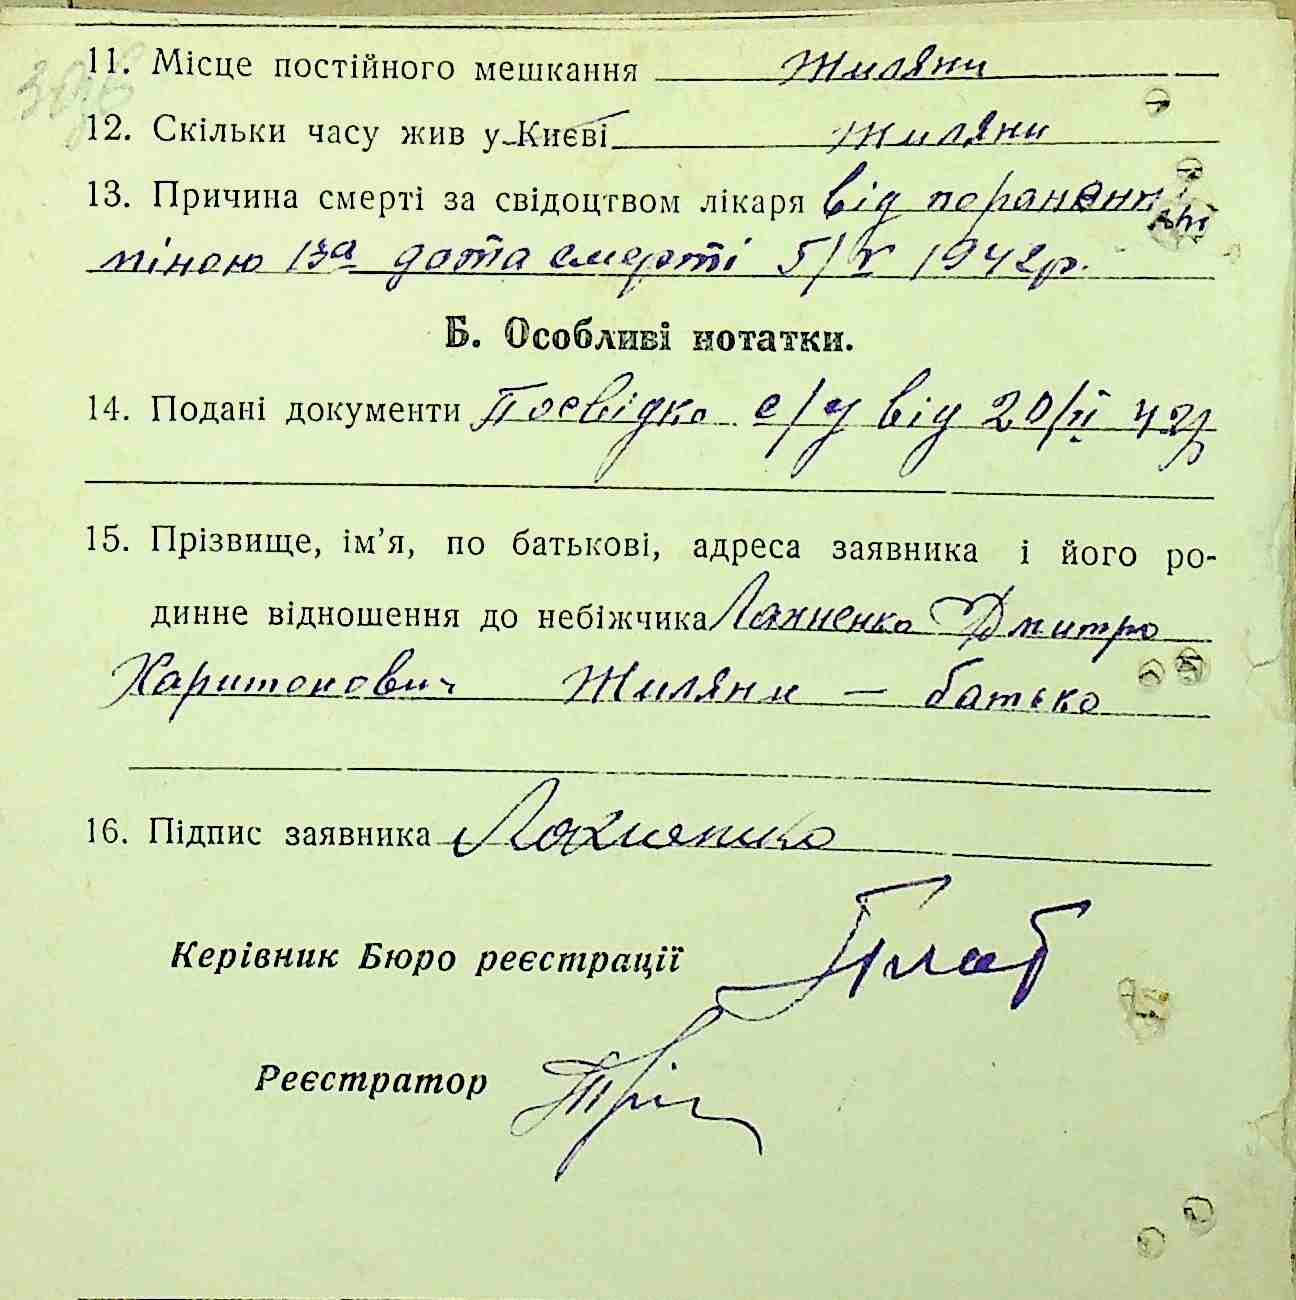 11. Місце постійного мешкання Жиляни
12. Скільки часу жив у Києві Жиляни
13. Причина смерті за свідоцтвом лікаря від поранення
міною дата смерті 5/X 1942р.
Б. Особливі нотатки.
14. Подані документи Посвідка с/у від 20/II 42р
15. Прізвище, ім’я, по батькові, адреса заявника і його ро-
динне відношення до небіжчика Лахненко Дмитро
Харитонович Жиляни — батько
16. Підпис заявника Лахненко
Керівник Бюро реєстрації
Реєстратор